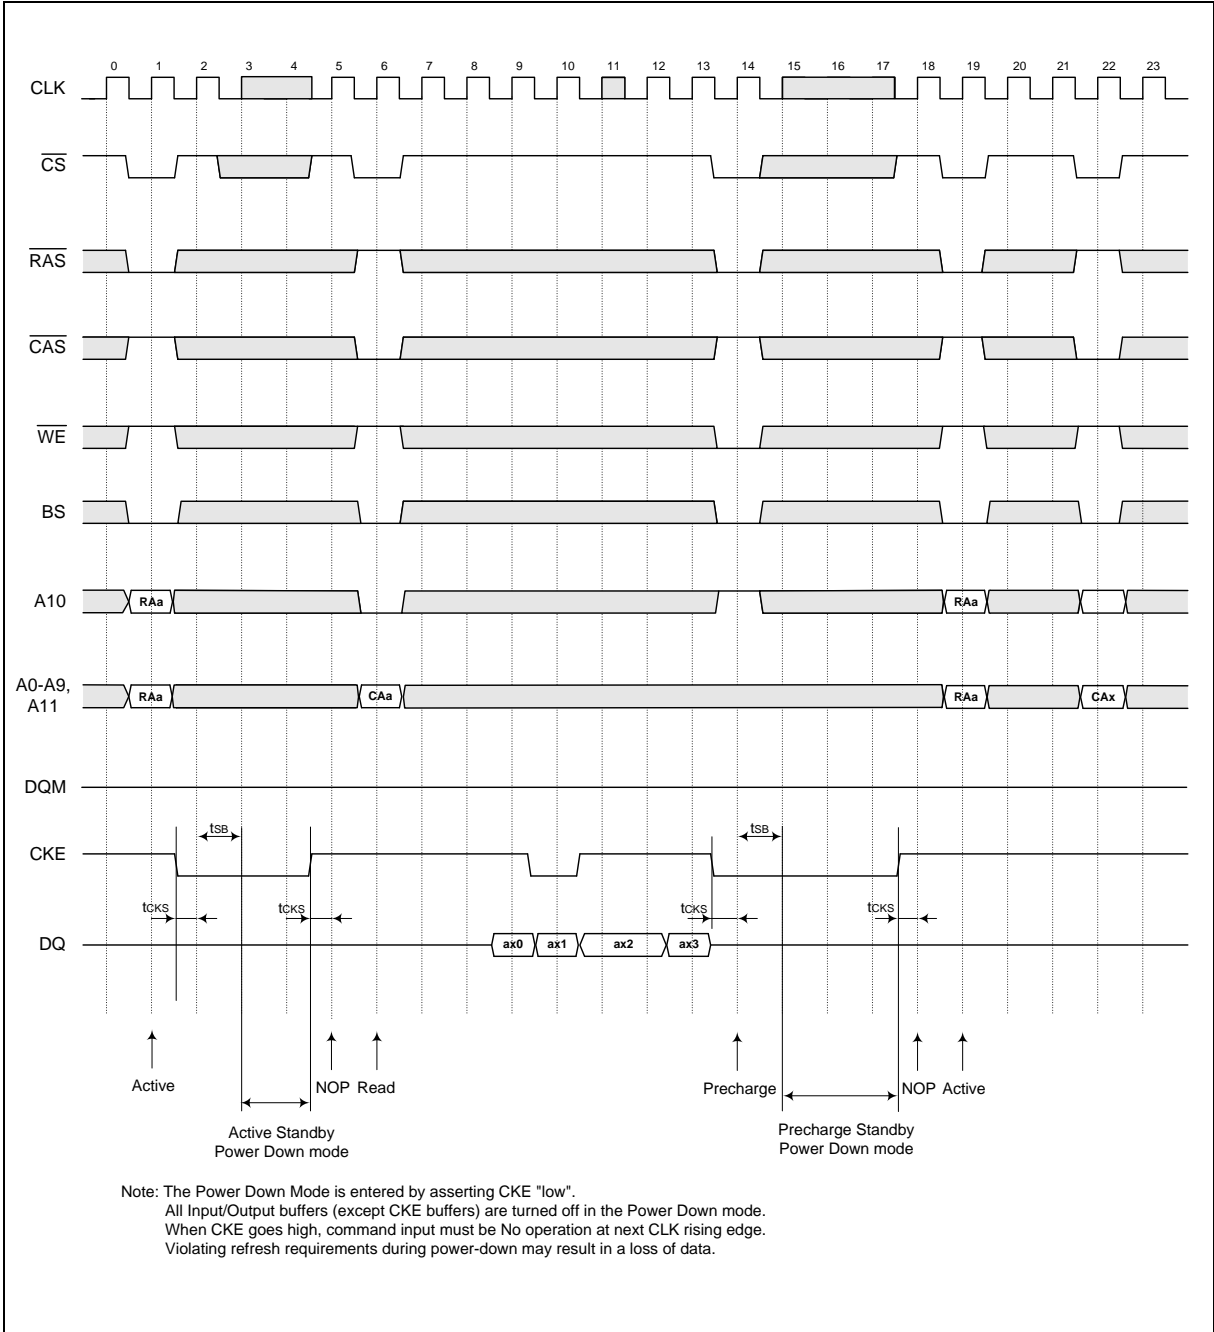 0 1 2 3 4 5 6 7 8 9 10 11 12 13 14 15 16 17 18 19 20 21 22 23
CLK
CS
RAS
CAS
WE
BS
A10 RAa RAa
A0-A9,
A11
RAa CAa RAa CAx
DQM
tSB tSB
CKE
tCKS tCKS tCKS tCKS
DQ ax0 ax1 ax2 ax3
Active NOP Read Precharge NOP Active
Active Standby
Power Down mode
Precharge Standby
Power Down mode
Note: The Power Down Mode is entered by asserting CKE "low".
All Input/Output buffers (except CKE buffers) are turned off in the Power Down mode.
When CKE goes high, command input must be No operation at next CLK rising edge.
Violating refresh requirements during power-down may result in a loss of data.